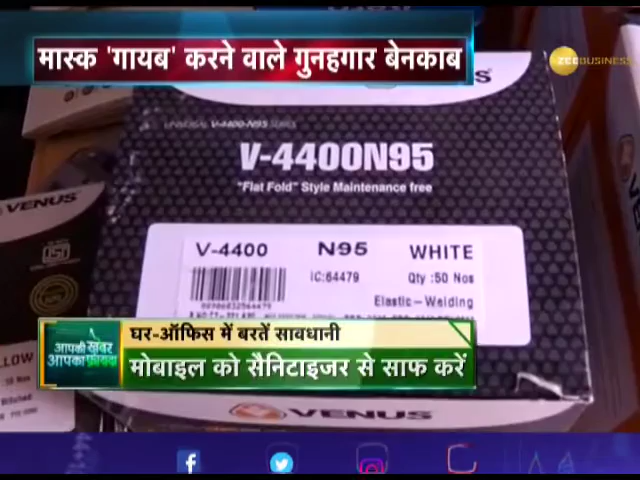 मास्क 'गायब' करने वाले गुनहगार बेनकाब
ZEE BUSINESS
VENUS
V-4400N95
"Flat Fold" Style Maintenance free
V-4400 N95 WHITE
IC:64479 Qty :50 Nos
Elastic-Welding
VENUS
आपकी खबर
आपका फ़ायदा
घर-ऑफिस में बरतें सावधानी
मोबाइल को सैनिटाइजर से साफ करें
VENUS